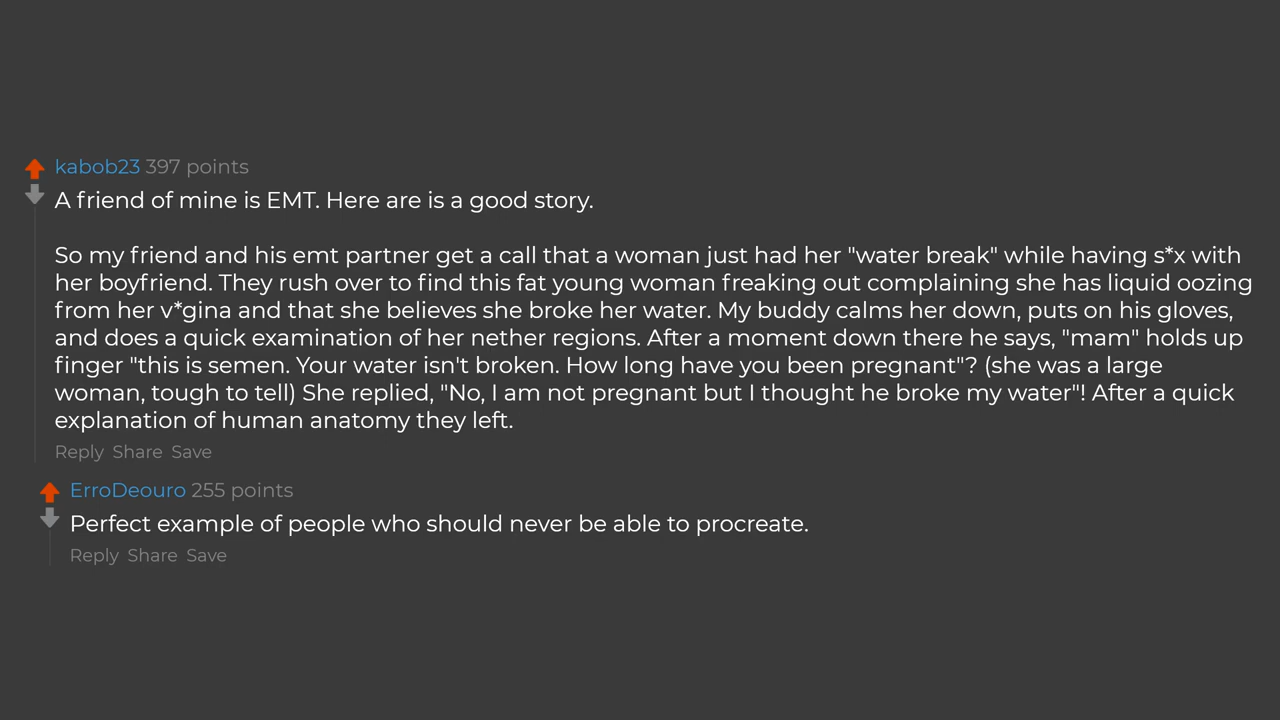 kabob23 397 points
A friend of mine is EMT. Here are is a good story.
So my friend and his emt partner get a call that a woman just had her "water break" while having s*x with
her boyfriend. They rush over to find this fat young woman freaking out complaining she has liquid oozing
from her v*gina and that she believes she broke her water. My buddy calms her down, puts on his gloves,
and does a quick examination of her nether regions. After a moment down there he says, "mam" holds up
finger "this is semen. Your water isn't broken. How long have you been pregnant"? (she was a large
woman, tough to tell) She replied, "No, I am not pregnant but I thought he broke my water"! After a quick
explanation of human anatomy they left.
Reply Share Save
ErroDeouro 255 points
Perfect example of people who should never be able to procreate.
Reply Share Save